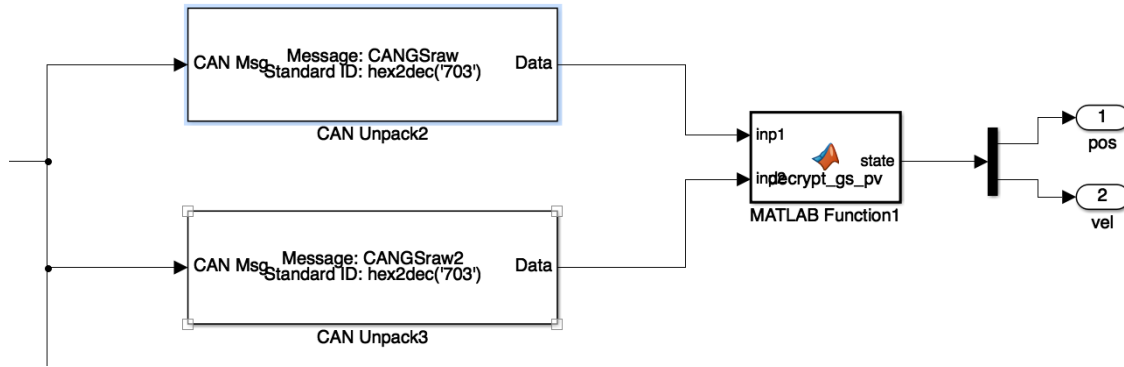 CAN Msg Message: CANGSraw Data
Standard ID: hex2dec('703')
CAN Unpack2
inp1
state
inp2 decrypt_gs_pv
MATLAB Function1
1
pos
2
vel
CAN Msg Message: CANGSraw2 Data
Standard ID: hex2dec('703')
CAN Unpack3